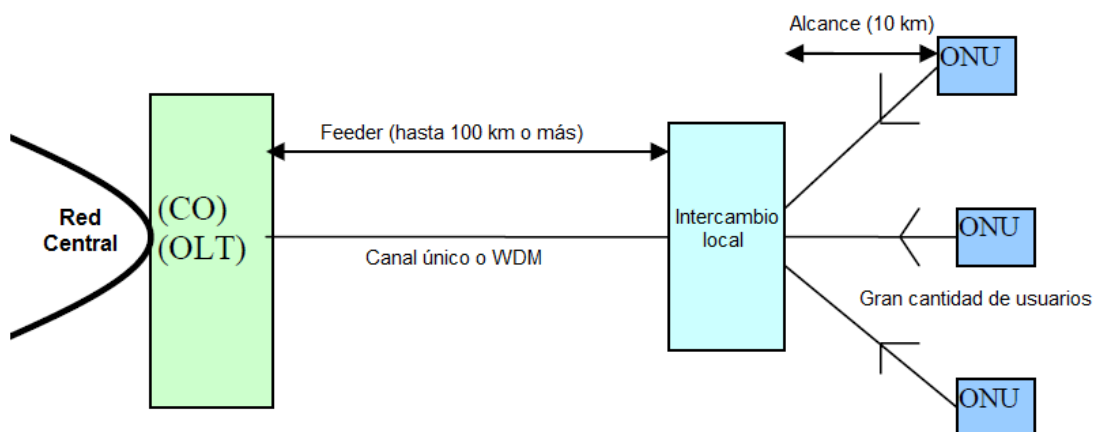 Alcance (10 km)
ONU
Feeder (hasta 100 km o más)
Red
Central
(CO)
(OLT)
Canal único o WDM
Intercambio
local
ONU
Gran cantidad de usuarios
ONU